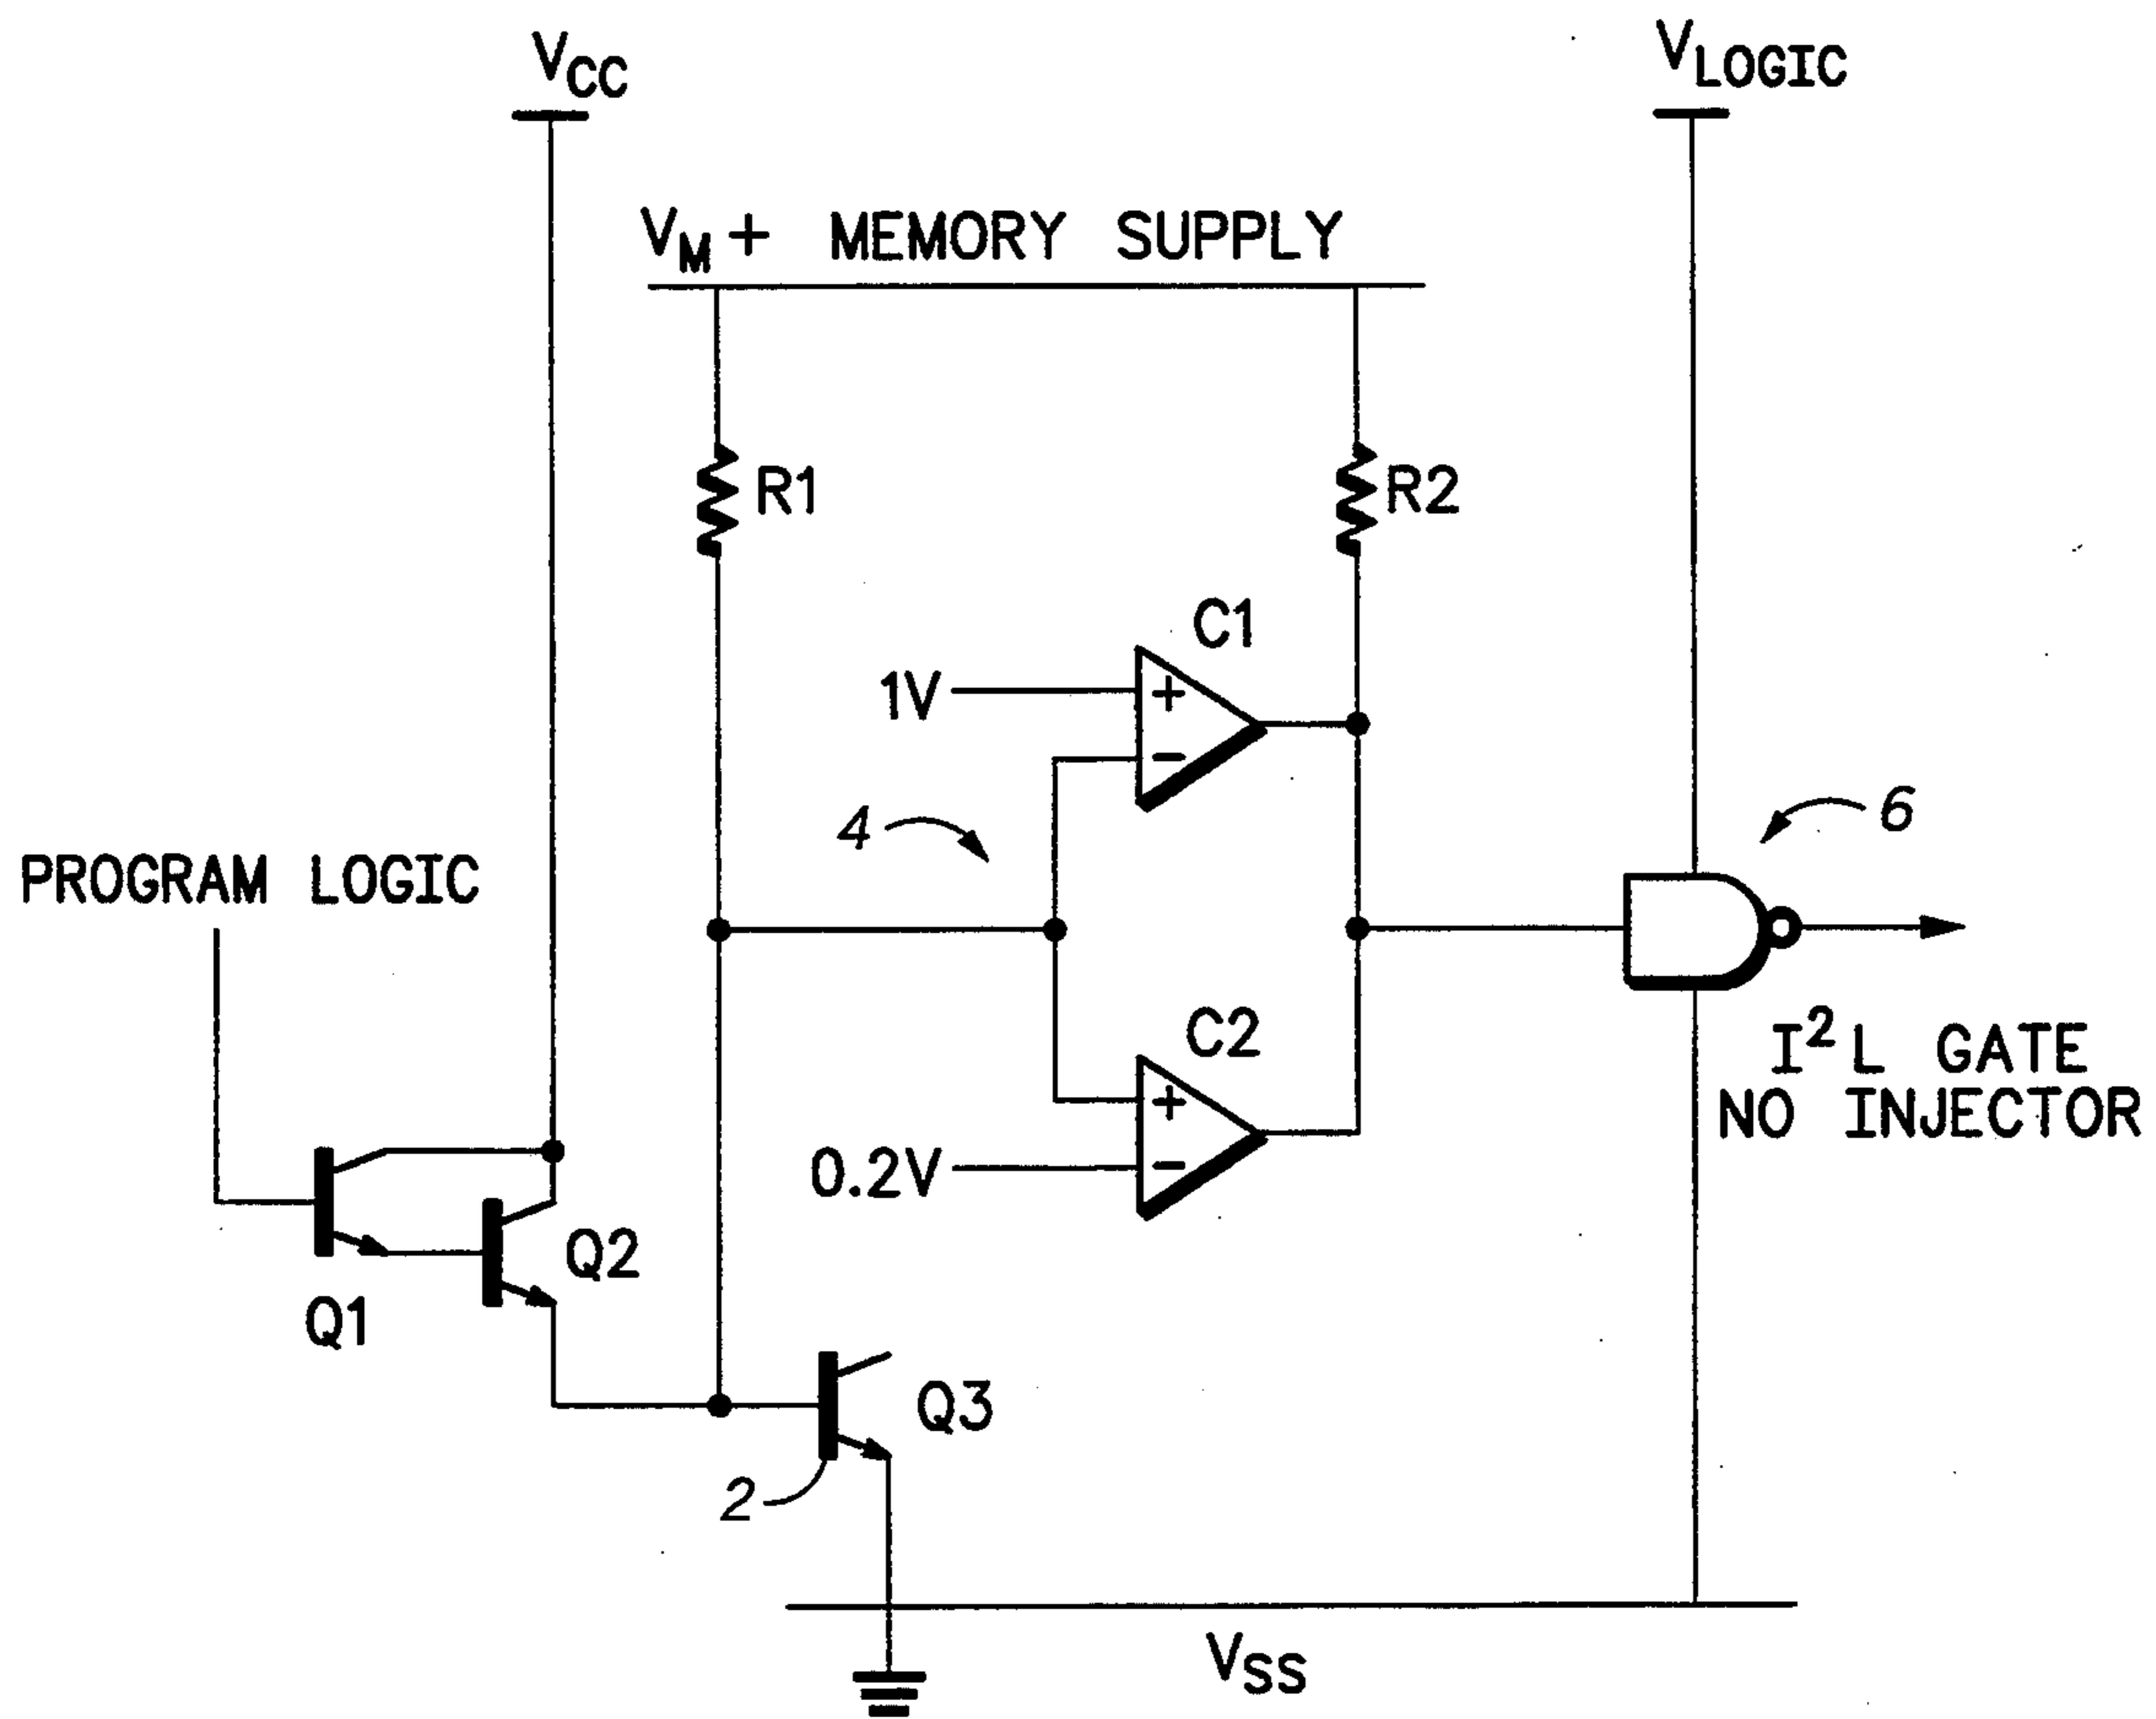 VCC
VLOGIC
VM+ MEMORY SUPPLY
R1
R2
C1
1V
+
−
4
6
PROGRAM LOGIC
C2
+
−
0.2V
I²L GATE
NO INJECTOR
Q2
Q1
Q3
2
VSS